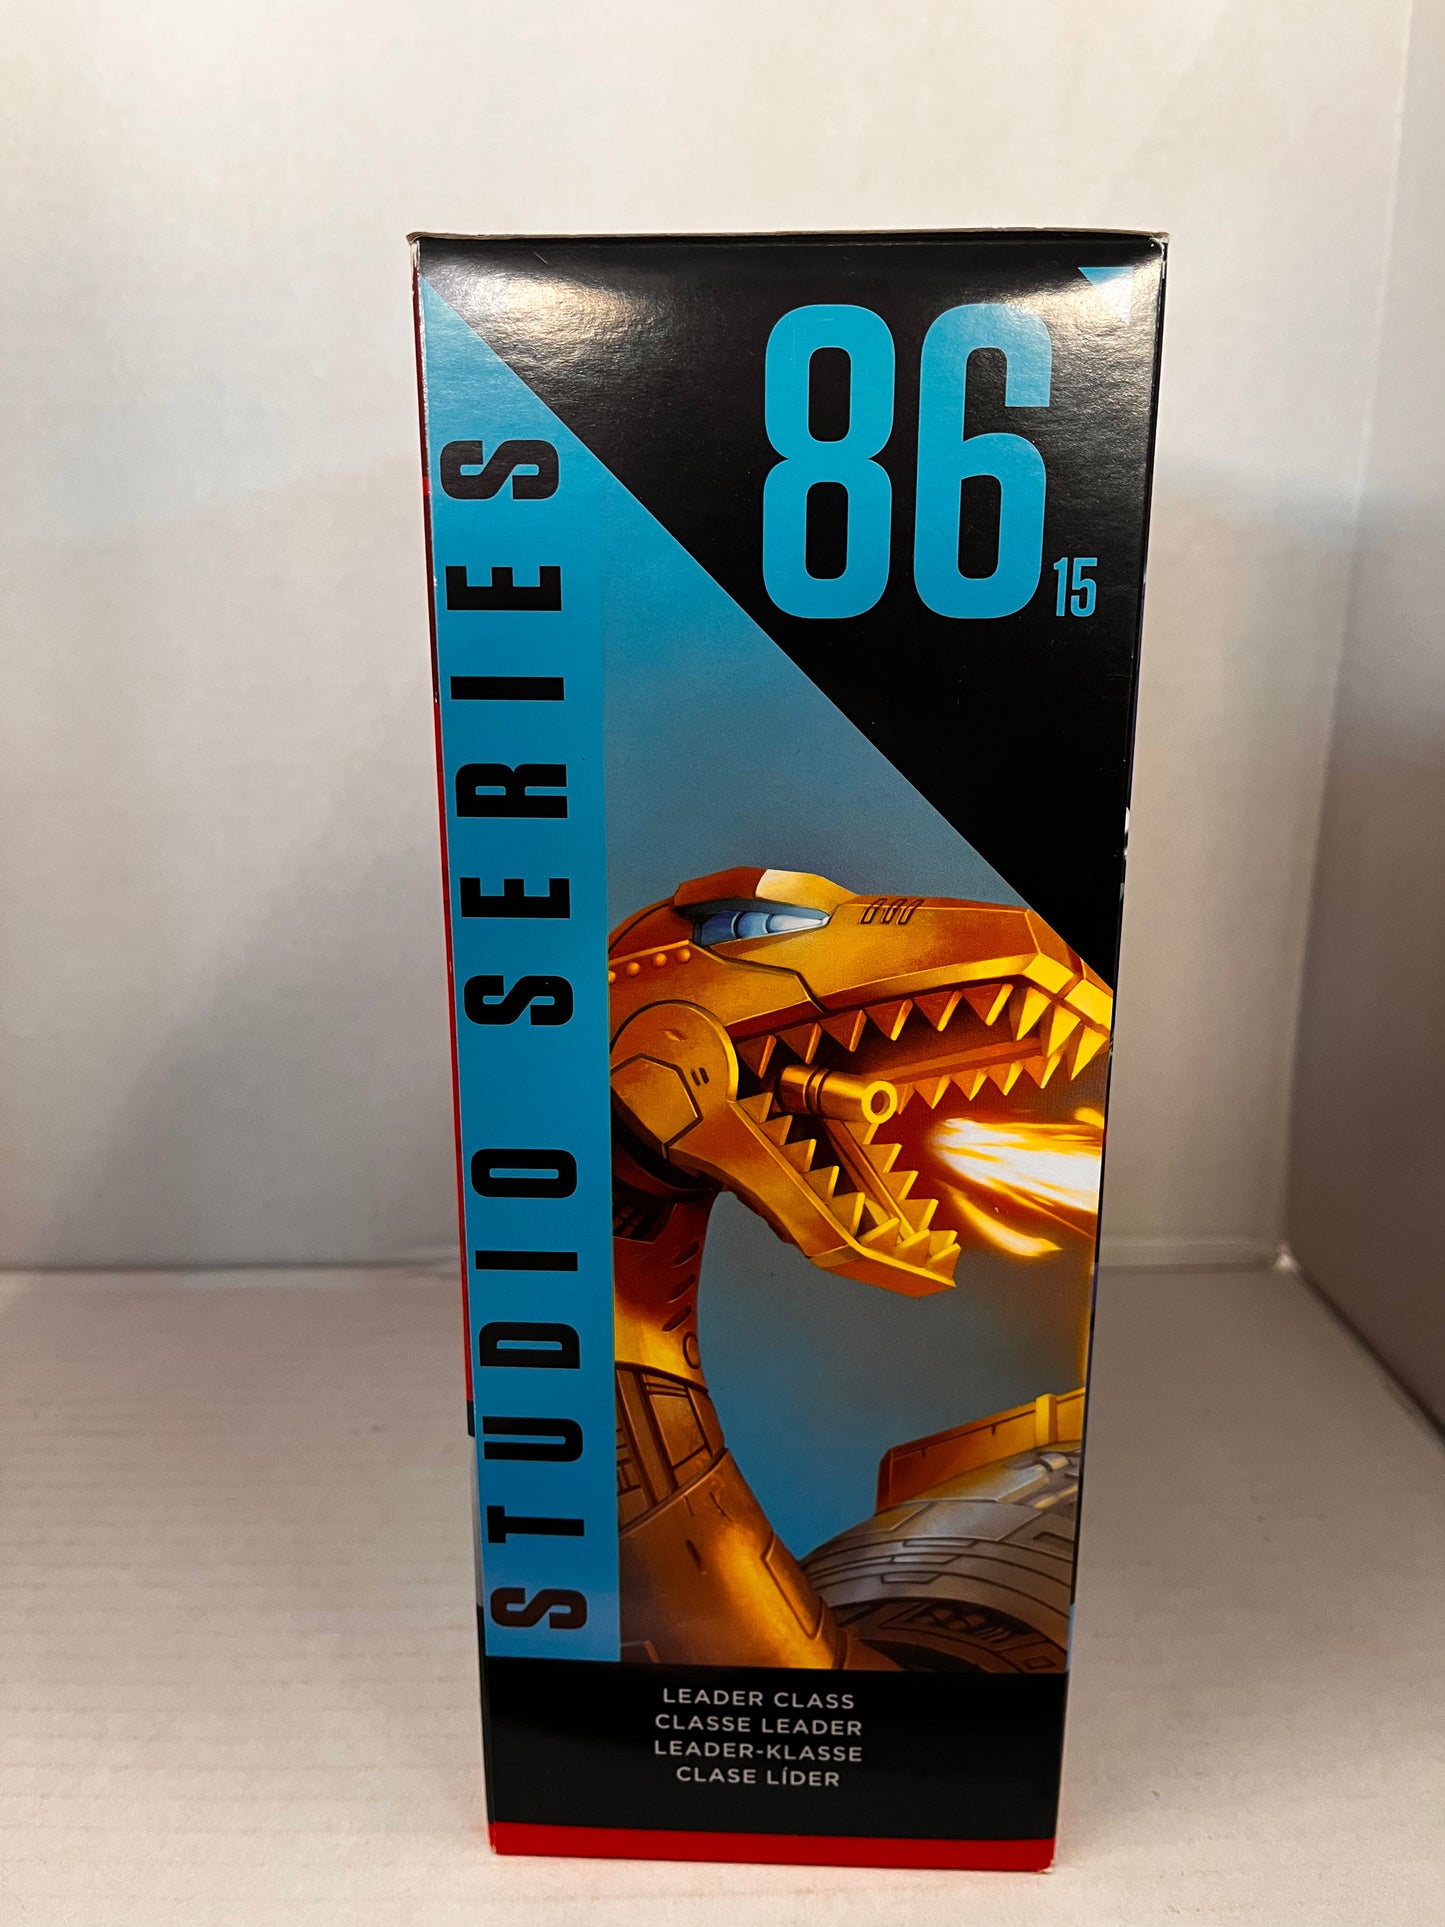 86
15
STUDIO SERIES
LEADER CLASS
CLASSE LEADER
LEADER-KLASSE
CLASE LÍDER